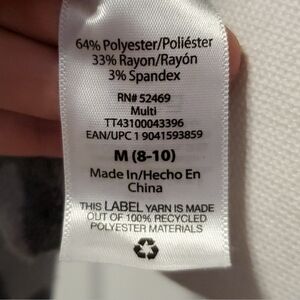 64% Polyester/Poliéster
33% Rayon/Rayón
3% Spandex
RN# 52469
Multi
TT43100043396
EAN/UPC 1 9041593859
M (8-10)
Made In/Hecho En
China
THIS LABEL YARN IS MADE
OUT OF 100% RECYCLED
POLYESTER MATERIALS